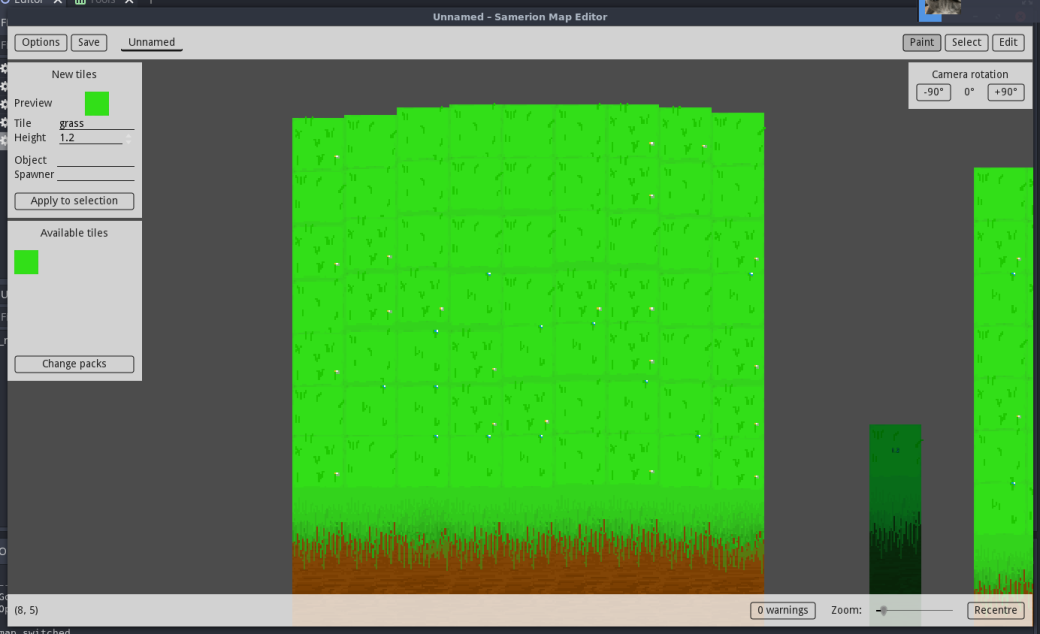 Editor
Tools
Unnamed - Samerion Map Editor
Options Save Unnamed
Paint Select Edit
New tiles
Preview
Tile grass
Height 1.2
Object
Spawner
Apply to selection
Available tiles
Change packs
Camera rotation
-90° 0° +90°
(8, 5)
0 warnings Zoom: Recentre
map switched